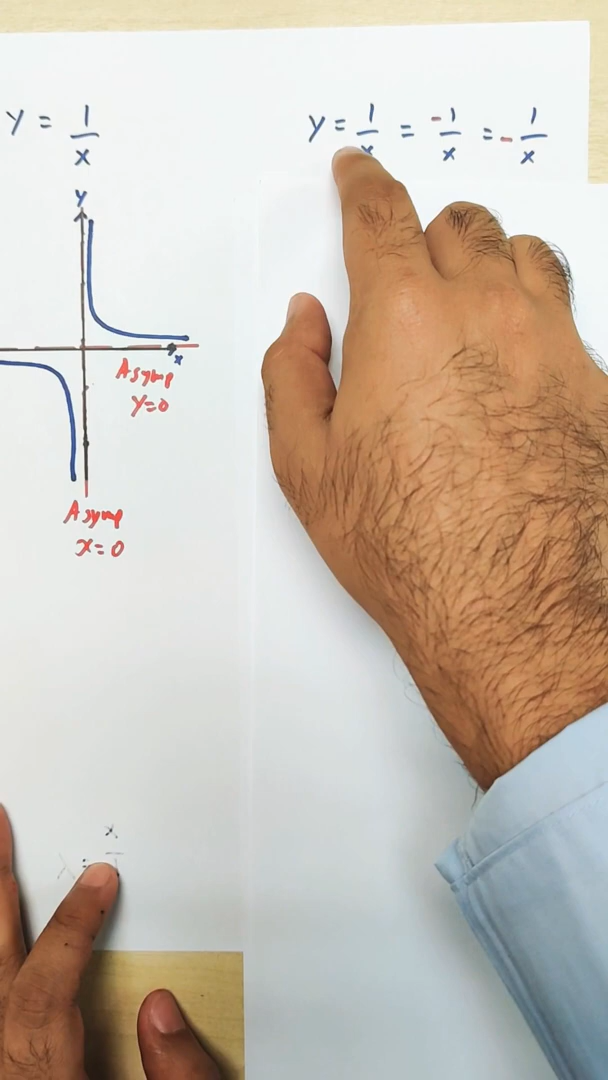 y = 1/x
y
x
Asymp
y=0
Asymp
x=0
y = 1/x = -1/x = - 1/x